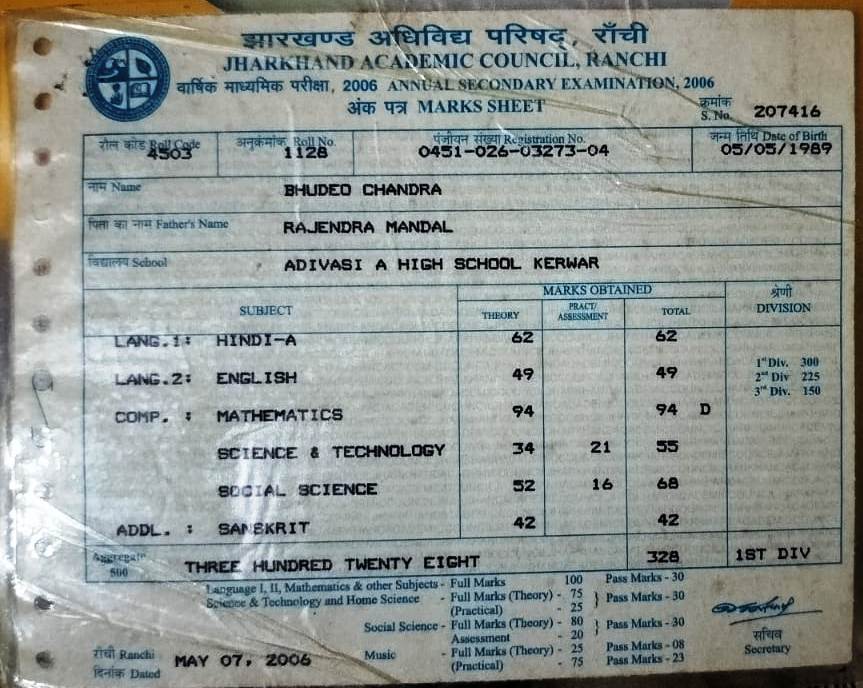 झारखण्ड अधिविद्य परिषद्, राँची
JHARKHAND ACADEMIC COUNCIL, RANCHI
वार्षिक माध्यमिक परीक्षा, 2006 ANNUAL SECONDARY EXAMINATION, 2006
अंक पत्र MARKS SHEET
क्रमांक
S. No. 207416
रोल कोड Roll Code अनुक्रमांक Roll No. पंजीयन संख्या Registration No. जन्म तिथि Date of Birth
4503 1128 0451-026-03273-04 05/05/1989
नाम Name BHUDEO CHANDRA
पिता का नाम Father's Name RAJENDRA MANDAL
विद्यालय School ADIVASI A HIGH SCHOOL KERWAR
SUBJECT MARKS OBTAINED श्रेणी
THEORY PRACT/ ASSESSMENT TOTAL DIVISION
LANG.1: HINDI-A 62 62
LANG.2: ENGLISH 49 49
1st Div. 300
2nd Div 225
3rd Div. 150
COMP. : MATHEMATICS 94 94 D
SCIENCE & TECHNOLOGY 34 21 55
SOCIAL SCIENCE 52 16 68
ADDL. : SANSKRIT 42 42
Aggregate 500 THREE HUNDRED TWENTY EIGHT 328 1ST DIV
Language I, II, Mathematics & other Subjects - Full Marks 100 Pass Marks - 30
Science & Technology and Home Science - Full Marks (Theory) - 75 } Pass Marks - 30
(Practical) - 25
Social Science - Full Marks (Theory) - 80 } Pass Marks - 30
Assessment - 20
Music - Full Marks (Theory) - 25 Pass Marks - 08
(Practical) - 75 Pass Marks - 23
सचिव
Secretary
राँची Ranchi
दिनांक Dated MAY 07, 2006